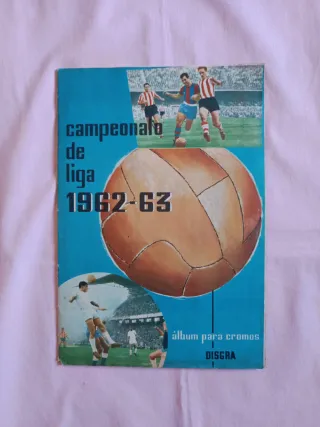 campeonato
de
liga
1962-63
álbum para cromos
DISGRA